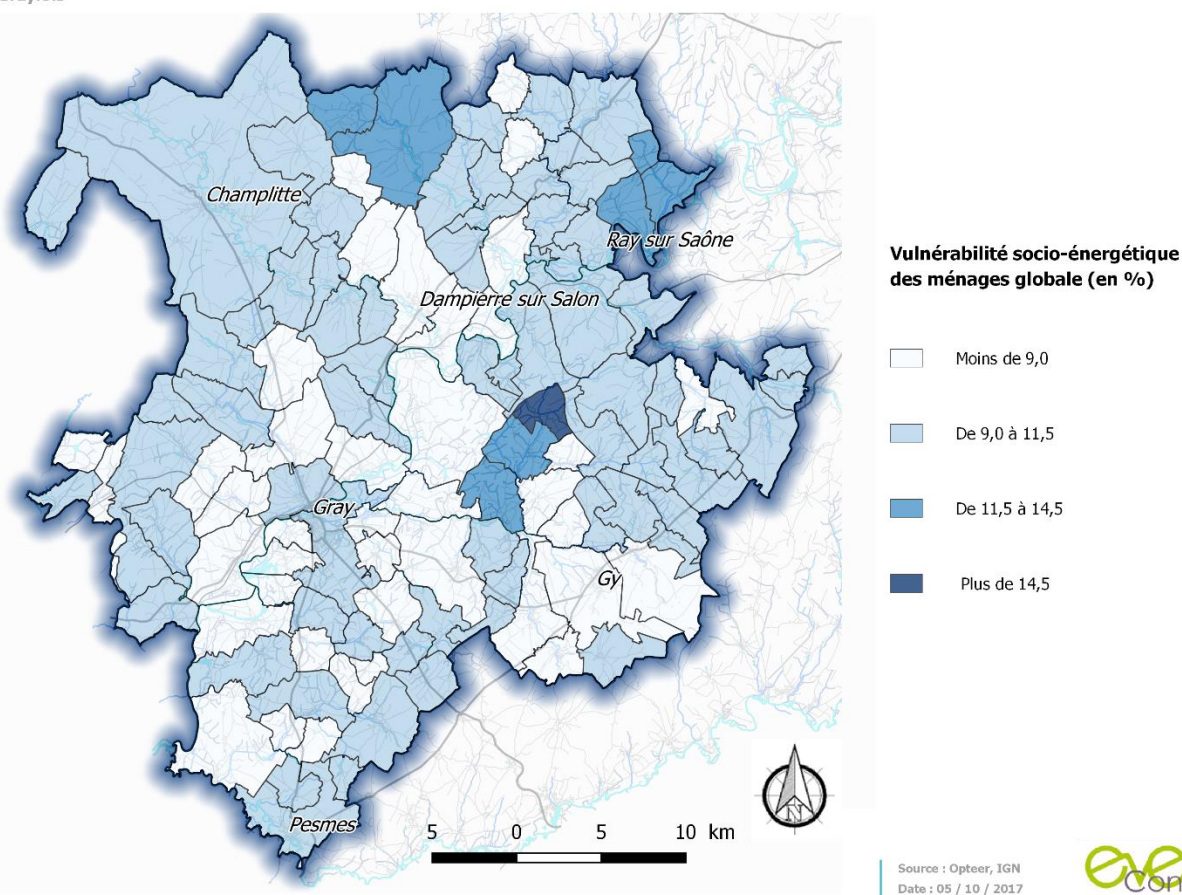 Champlitte
Ray sur Saône
Dampierre sur Salon
Gray
Gy
Pesmes
5 0 5 10 km
N
Vulnérabilité socio-énergétique
des ménages globale (en %)
Moins de 9,0
De 9,0 à 11,5
De 11,5 à 14,5
Plus de 14,5
Source : Opteer, IGN
Date : 05 / 10 / 2017